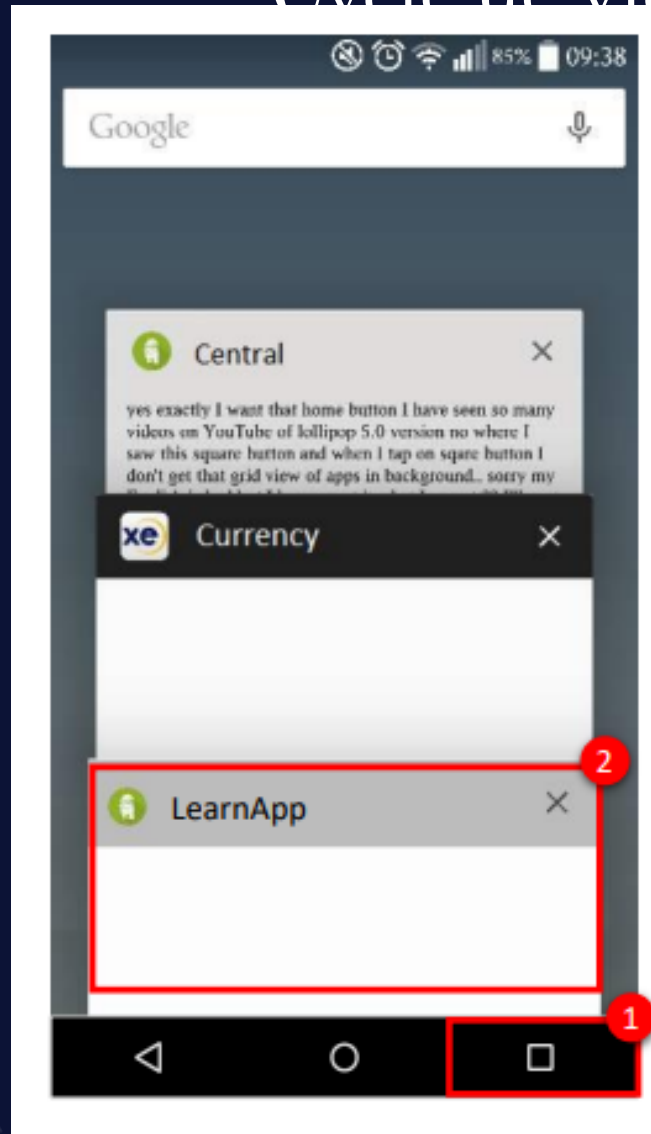 85% 09:38
Google
Central
yes exactly I want that home button I have seen so many
videos on YouTube of lollipop 5.0 version no where I
saw this square button and when I tap on sqare button I
don't get that grid view of apps in background.. sorry my
xe Currency
2
LearnApp
1